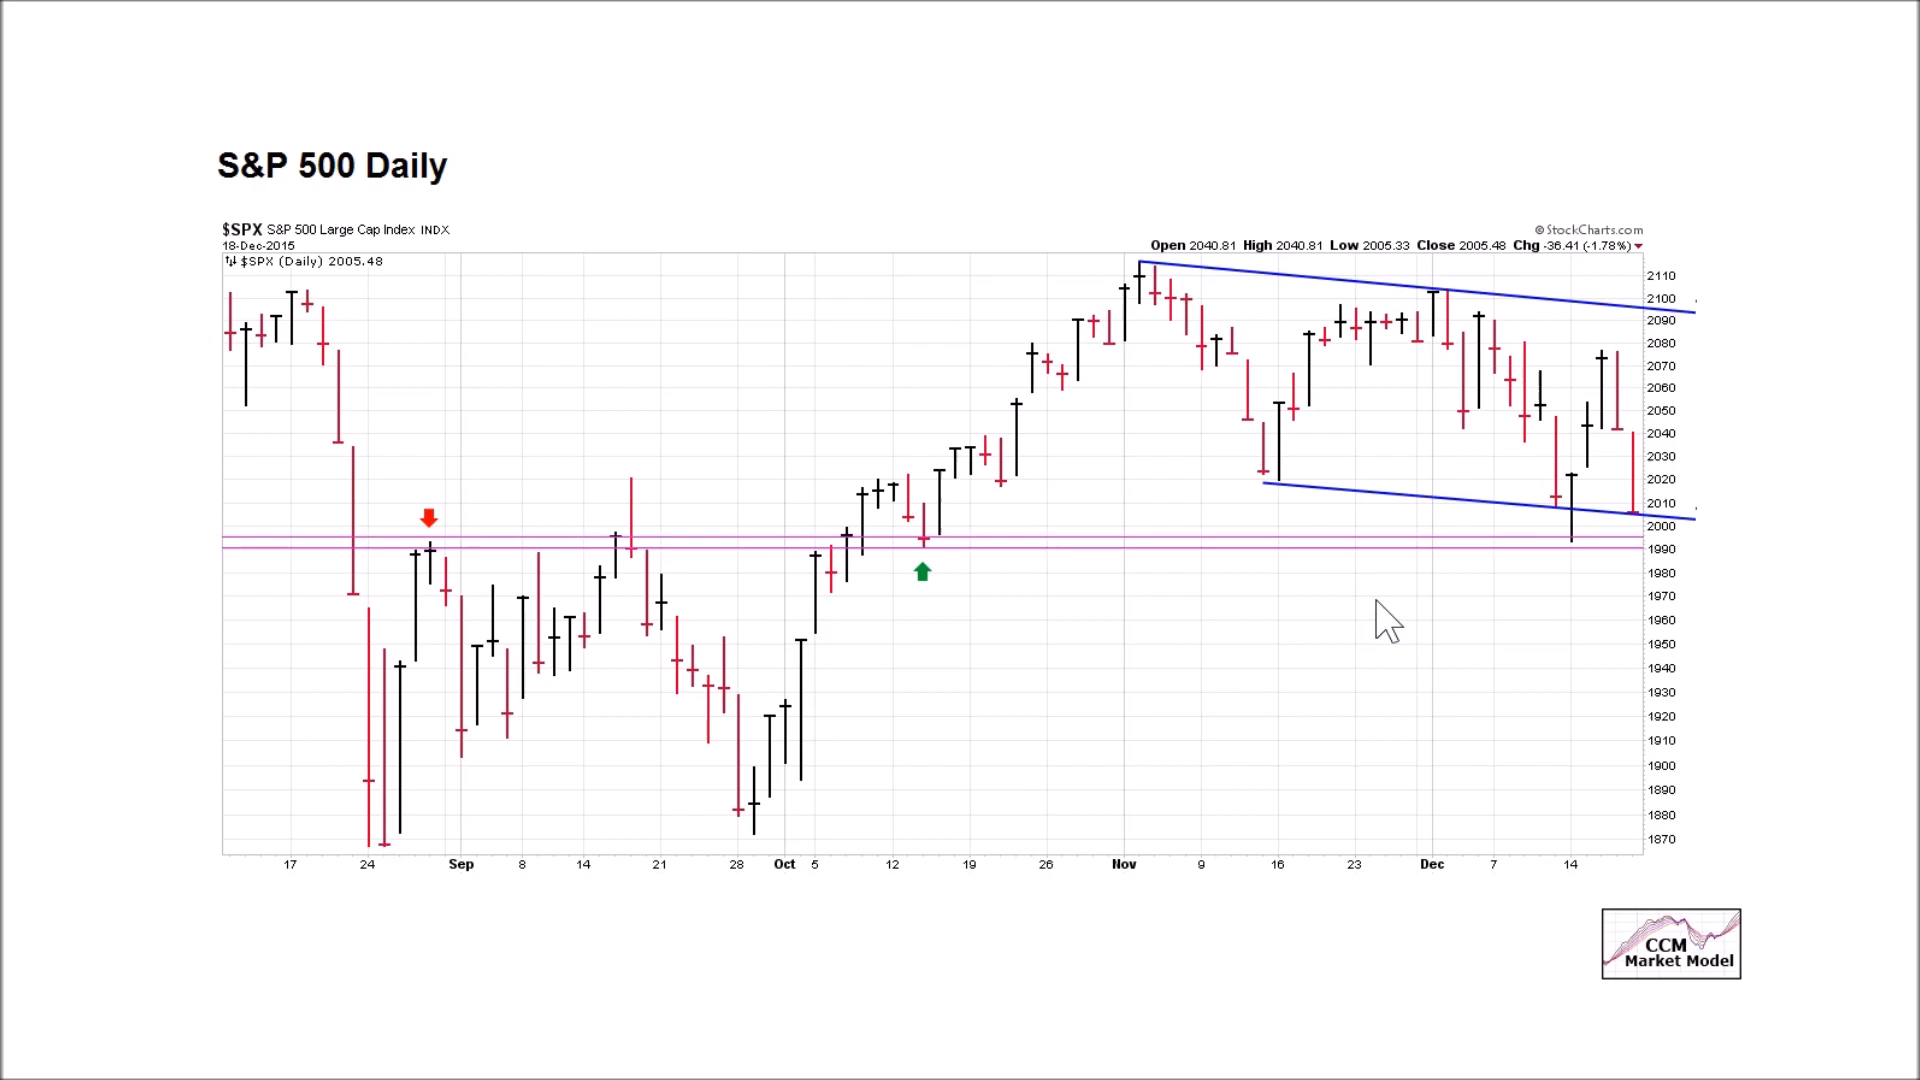 S&P 500 Daily
$SPX S&P 500 Large Cap Index INDX
© StockCharts.com
18-Dec-2015
Open 2040.81 High 2040.81 Low 2005.33 Close 2005.48 Chg -36.41 (-1.78%)
$SPX (Daily) 2005.48
2110
2100
2090
2080
2070
2060
2050
2040
2030
2020
2010
2000
1990
1980
1970
1960
1950
1940
1930
1920
1910
1900
1890
1880
1870
17 24 Sep 8 14 21 28 Oct 5 12 19 26 Nov 9 16 23 Dec 7 14
CCM
Market Model